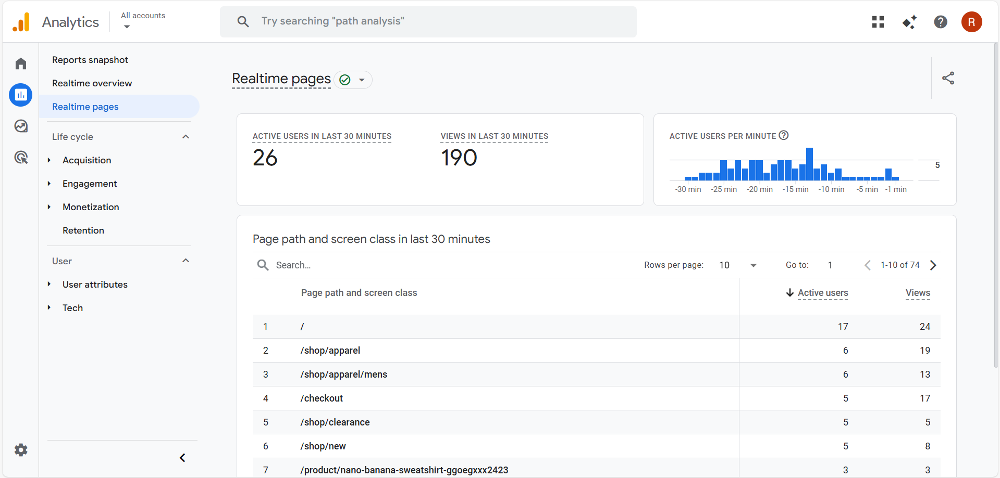 Analytics
All accounts
Try searching "path analysis"
R
Reports snapshot
Realtime overview
Realtime pages
Life cycle
Acquisition
Engagement
Monetization
Retention
User
User attributes
Tech
Realtime pages
ACTIVE USERS IN LAST 30 MINUTES
26
VIEWS IN LAST 30 MINUTES
190
ACTIVE USERS PER MINUTE
5
-30 min -25 min -20 min -15 min -10 min -5 min -1 min
Page path and screen class in last 30 minutes
Search...
Rows per page: 10 Go to: 1 1-10 of 74
Page path and screen class Active users Views
1 / 17 24
2 /shop/apparel 6 19
3 /shop/apparel/mens 6 13
4 /checkout 5 17
5 /shop/clearance 5 5
6 /shop/new 5 8
7 /product/nano-banana-sweatshirt-ggoegxxx2423 3 3